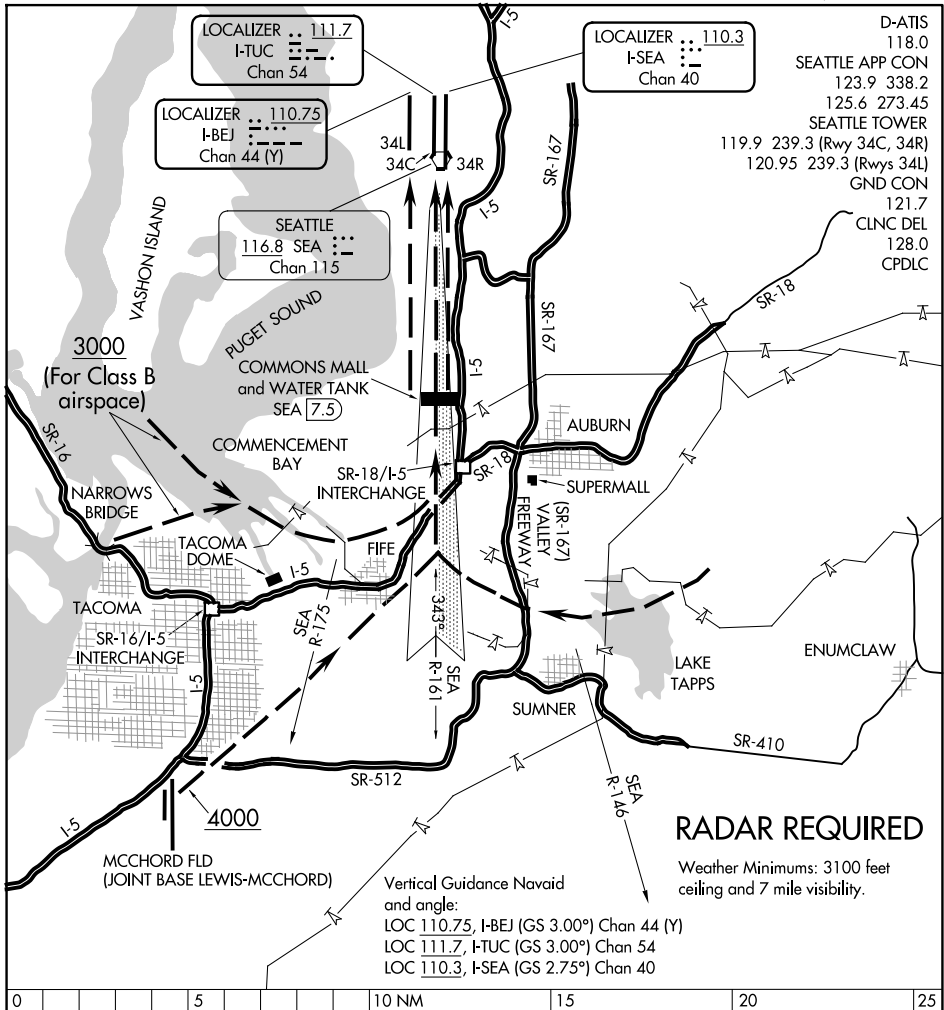 LOCALIZER 111.7
I-TUC
Chan 54
LOCALIZER 110.3
I-SEA
Chan 40
LOCALIZER 110.75
I-BEJ
Chan 44 (Y)
D-ATIS
118.0
SEATTLE APP CON
123.9 338.2
125.6 273.45
SEATTLE TOWER
119.9 239.3 (Rwy 34C, 34R)
120.95 239.3 (Rwys 34L)
GND CON
121.7
CLNC DEL
128.0
CPDLC
I-5
34L
34C
34R
SR-167
I-5
SEATTLE
116.8 SEA
Chan 115
VASHON ISLAND
PUGET SOUND
SR-18
SR-167
I-5
3000
(For Class B
airspace)
COMMONS MALL
and WATER TANK
SEA 7.5
SR-16
COMMENCEMENT
BAY
AUBURN
SR-18/I-5
INTERCHANGE
SR-18
SUPERMALL
NARROWS
BRIDGE
(SR-167)
VALLEY
FREEWAY
TACOMA
DOME
I-5
FIFE
TACOMA
SR-16/I-5
INTERCHANGE
SEA
R-175
343°
SEA
R-161
LAKE
TAPPS
ENUMCLAW
I-5
SUMNER
SR-410
SR-512
SEA
R-146
4000
I-5
MCCHORD FLD
(JOINT BASE LEWIS-MCCHORD)
RADAR REQUIRED
Weather Minimums: 3100 feet
ceiling and 7 mile visibility.
Vertical Guidance Navaid
and angle:
LOC 110.75, I-BEJ (GS 3.00°) Chan 44 (Y)
LOC 111.7, I-TUC (GS 3.00°) Chan 54
LOC 110.3, I-SEA (GS 2.75°) Chan 40
0 5 10 NM 15 20 25